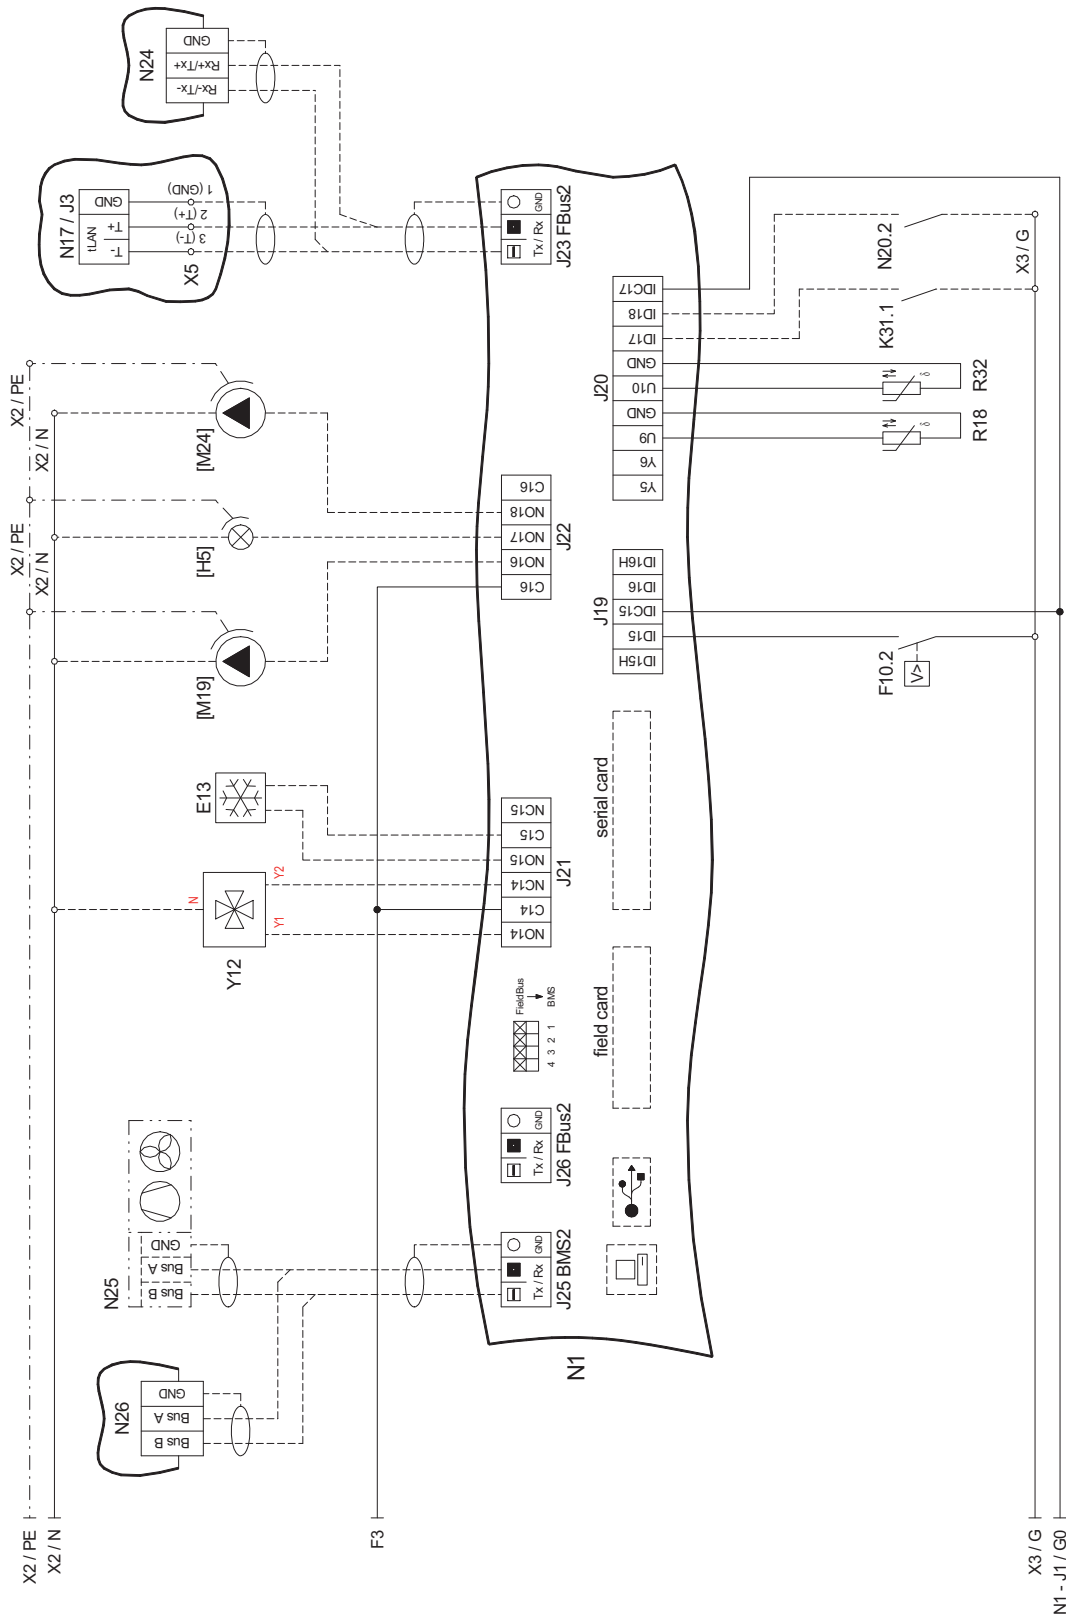 X2 / PE
X2 / N
F3
X3 / G
N1 - J1 / G0
N26
Bus B
Bus A
GND
N25
Bus B
Bus A
GND
Y12
N
Y1
Y2
E13
[M19]
X2 / PE
X2 / N
[H5]
[M24]
X2 / PE
X2 / N
N17 / J3
tLAN
T-
T+
GND
3 (T-)
2 (T+)
1 (GND)
X5
N24
Rx-/Tx-
Rx+/Tx+
GND
N1
Tx / Rx
GND
J25 BMS2
Tx / Rx
GND
J26 FBus2
4 3 2 1
FieldBus
BMS
NO14
C14
NC14
NO15
C15
NC15
J21
C16
NO16
NO17
NO18
C16
J22
Tx / Rx
GND
J23 FBus2
field card
serial card
J19
ID15H
ID15
IDC15
ID16
ID16H
J20
Y5
Y6
U9
GND
U10
GND
ID17
ID18
IDC17
F10.2
V>
R18
δ
R32
δ
K31.1
N20.2
X3 / G